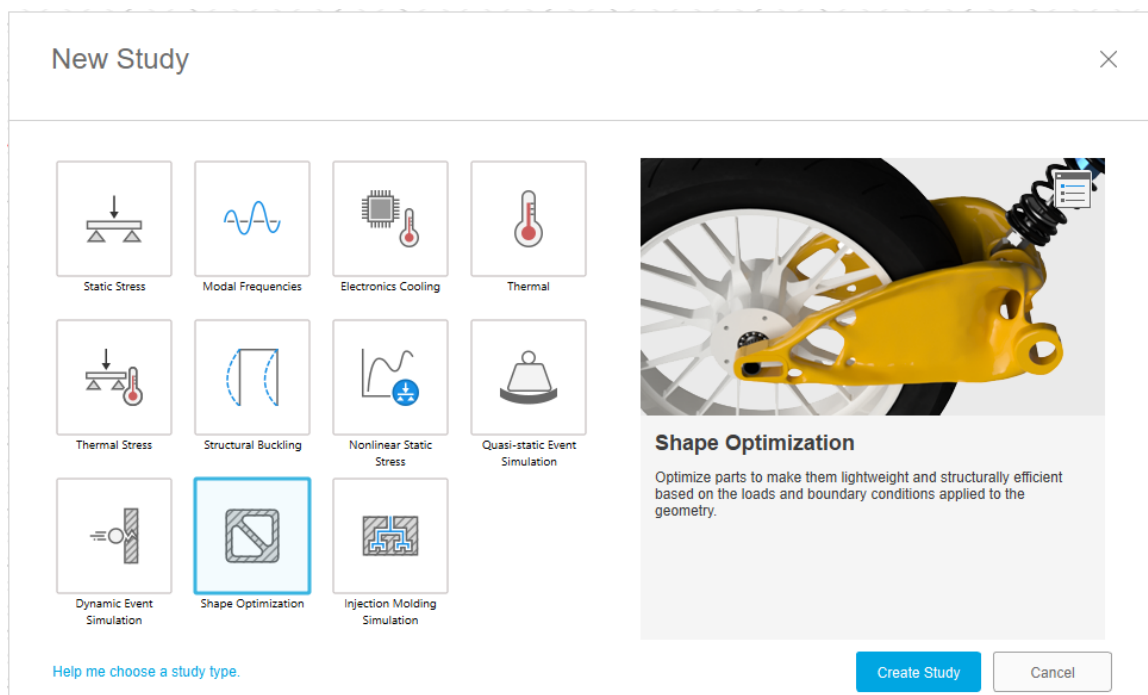 New Study
Static Stress
Modal Frequencies
Electronics Cooling
Thermal
Thermal Stress
Structural Buckling
Nonlinear Static
Stress
Quasi-static Event
Simulation
Dynamic Event
Simulation
Shape Optimization
Injection Molding
Simulation
Shape Optimization
Optimize parts to make them lightweight and structurally efficient
based on the loads and boundary conditions applied to the
geometry.
Help me choose a study type.
Create Study
Cancel